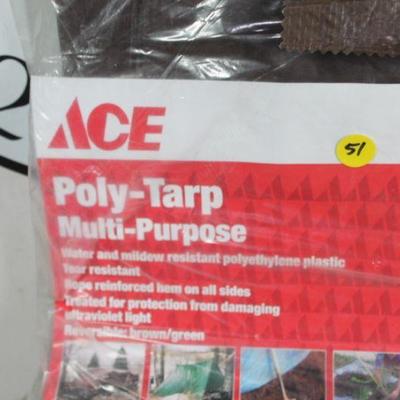 ACE
51
Poly-Tarp
Multi-Purpose
Water and mildew resistant polyethylene plastic
Tear resistant
Rope reinforced hem on all sides
Treated for protection from damaging
ultraviolet light
Reversible: brown/green